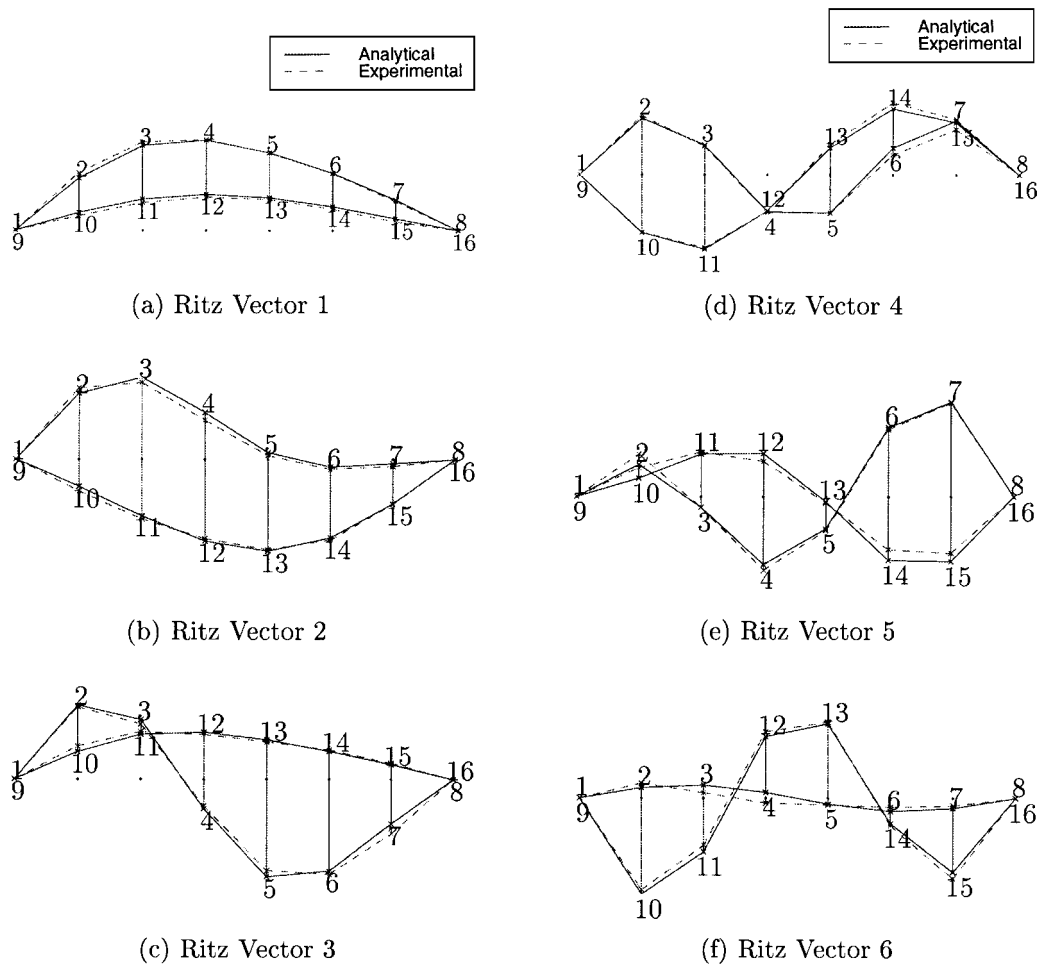 Analytical
Experimental
1 2 3 4 5 6 7 8
9 10 11 12 13 14 15 16
(a) Ritz Vector 1
1 2 3 4 5 6 7 8
9 10 11 12 13 14 15 16
(b) Ritz Vector 2
1 2 3 12 13 14 15 16
9 10 11 4 5 6 7 8
(c) Ritz Vector 3
Analytical
Experimental
1 2 3 12 13 14 7 8
9 10 11 4 5 6 15 16
(d) Ritz Vector 4
1 2 11 12 13 6 7 8
9 10 3 4 5 14 15 16
(e) Ritz Vector 5
1 2 3 12 13 6 7 8
9 10 11 4 5 14 15 16
(f) Ritz Vector 6